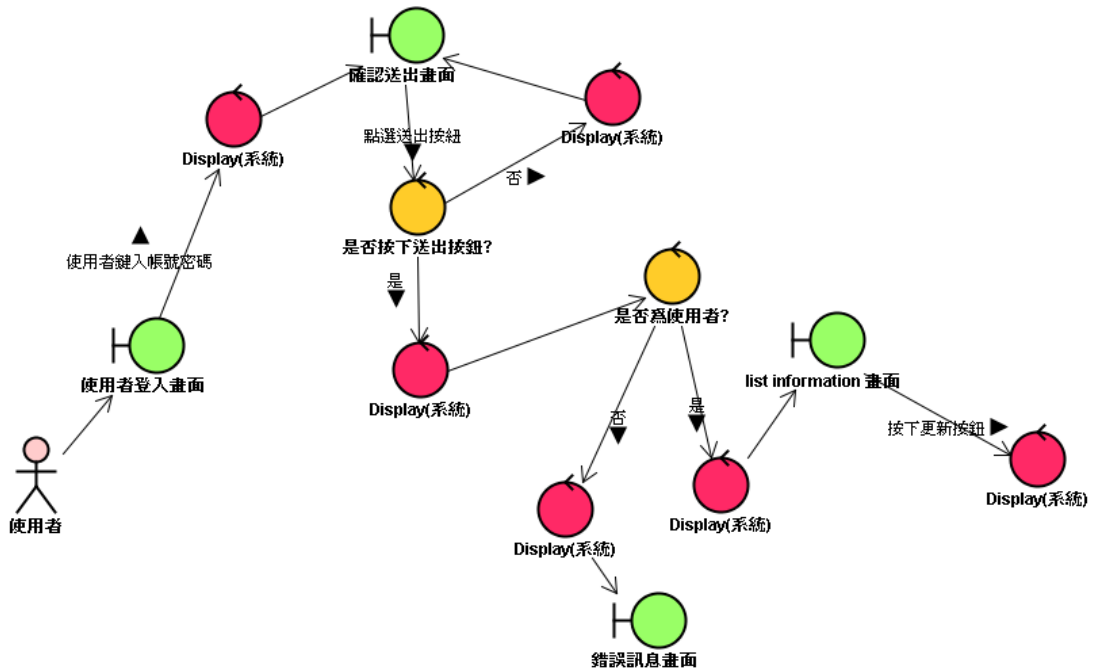 確認送出畫面
Display(系統)
Display(系統)
點選送出按鈕
否
是否按下送出按鈕?
使用者鍵入帳號密碼
是
是否為使用者?
使用者登入畫面
Display(系統)
list information 畫面
否
是
按下更新按鈕
Display(系統)
使用者
Display(系統)
Display(系統)
錯誤訊息畫面